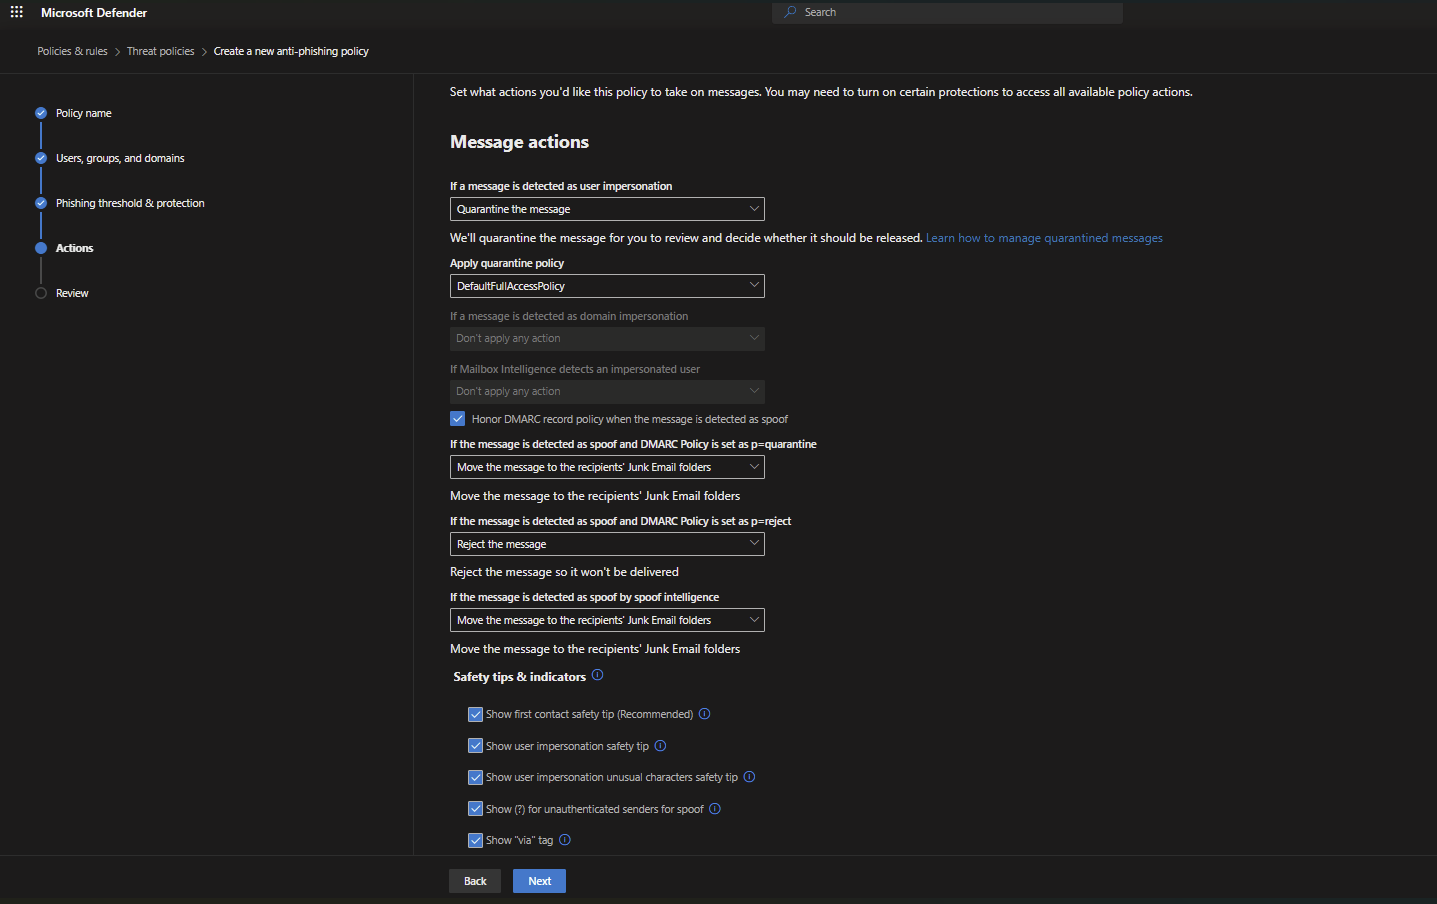 Microsoft Defender
Search
Policies & rules > Threat policies > Create a new anti-phishing policy
Policy name
Users, groups, and domains
Phishing threshold & protection
Actions
Review
Set what actions you'd like this policy to take on messages. You may need to turn on certain protections to access all available policy actions.
Message actions
If a message is detected as user impersonation
Quarantine the message
We'll quarantine the message for you to review and decide whether it should be released. Learn how to manage quarantined messages
Apply quarantine policy
DefaultFullAccessPolicy
If a message is detected as domain impersonation
Don't apply any action
If Mailbox Intelligence detects an impersonated user
Don't apply any action
Honor DMARC record policy when the message is detected as spoof
If the message is detected as spoof and DMARC Policy is set as p=quarantine
Move the message to the recipients' Junk Email folders
Move the message to the recipients' Junk Email folders
If the message is detected as spoof and DMARC Policy is set as p=reject
Reject the message
Reject the message so it won't be delivered
If the message is detected as spoof by spoof intelligence
Move the message to the recipients' Junk Email folders
Move the message to the recipients' Junk Email folders
Safety tips & indicators
Show first contact safety tip (Recommended)
Show user impersonation safety tip
Show user impersonation unusual characters safety tip
Show (?) for unauthenticated senders for spoof
Show "via" tag
Back
Next